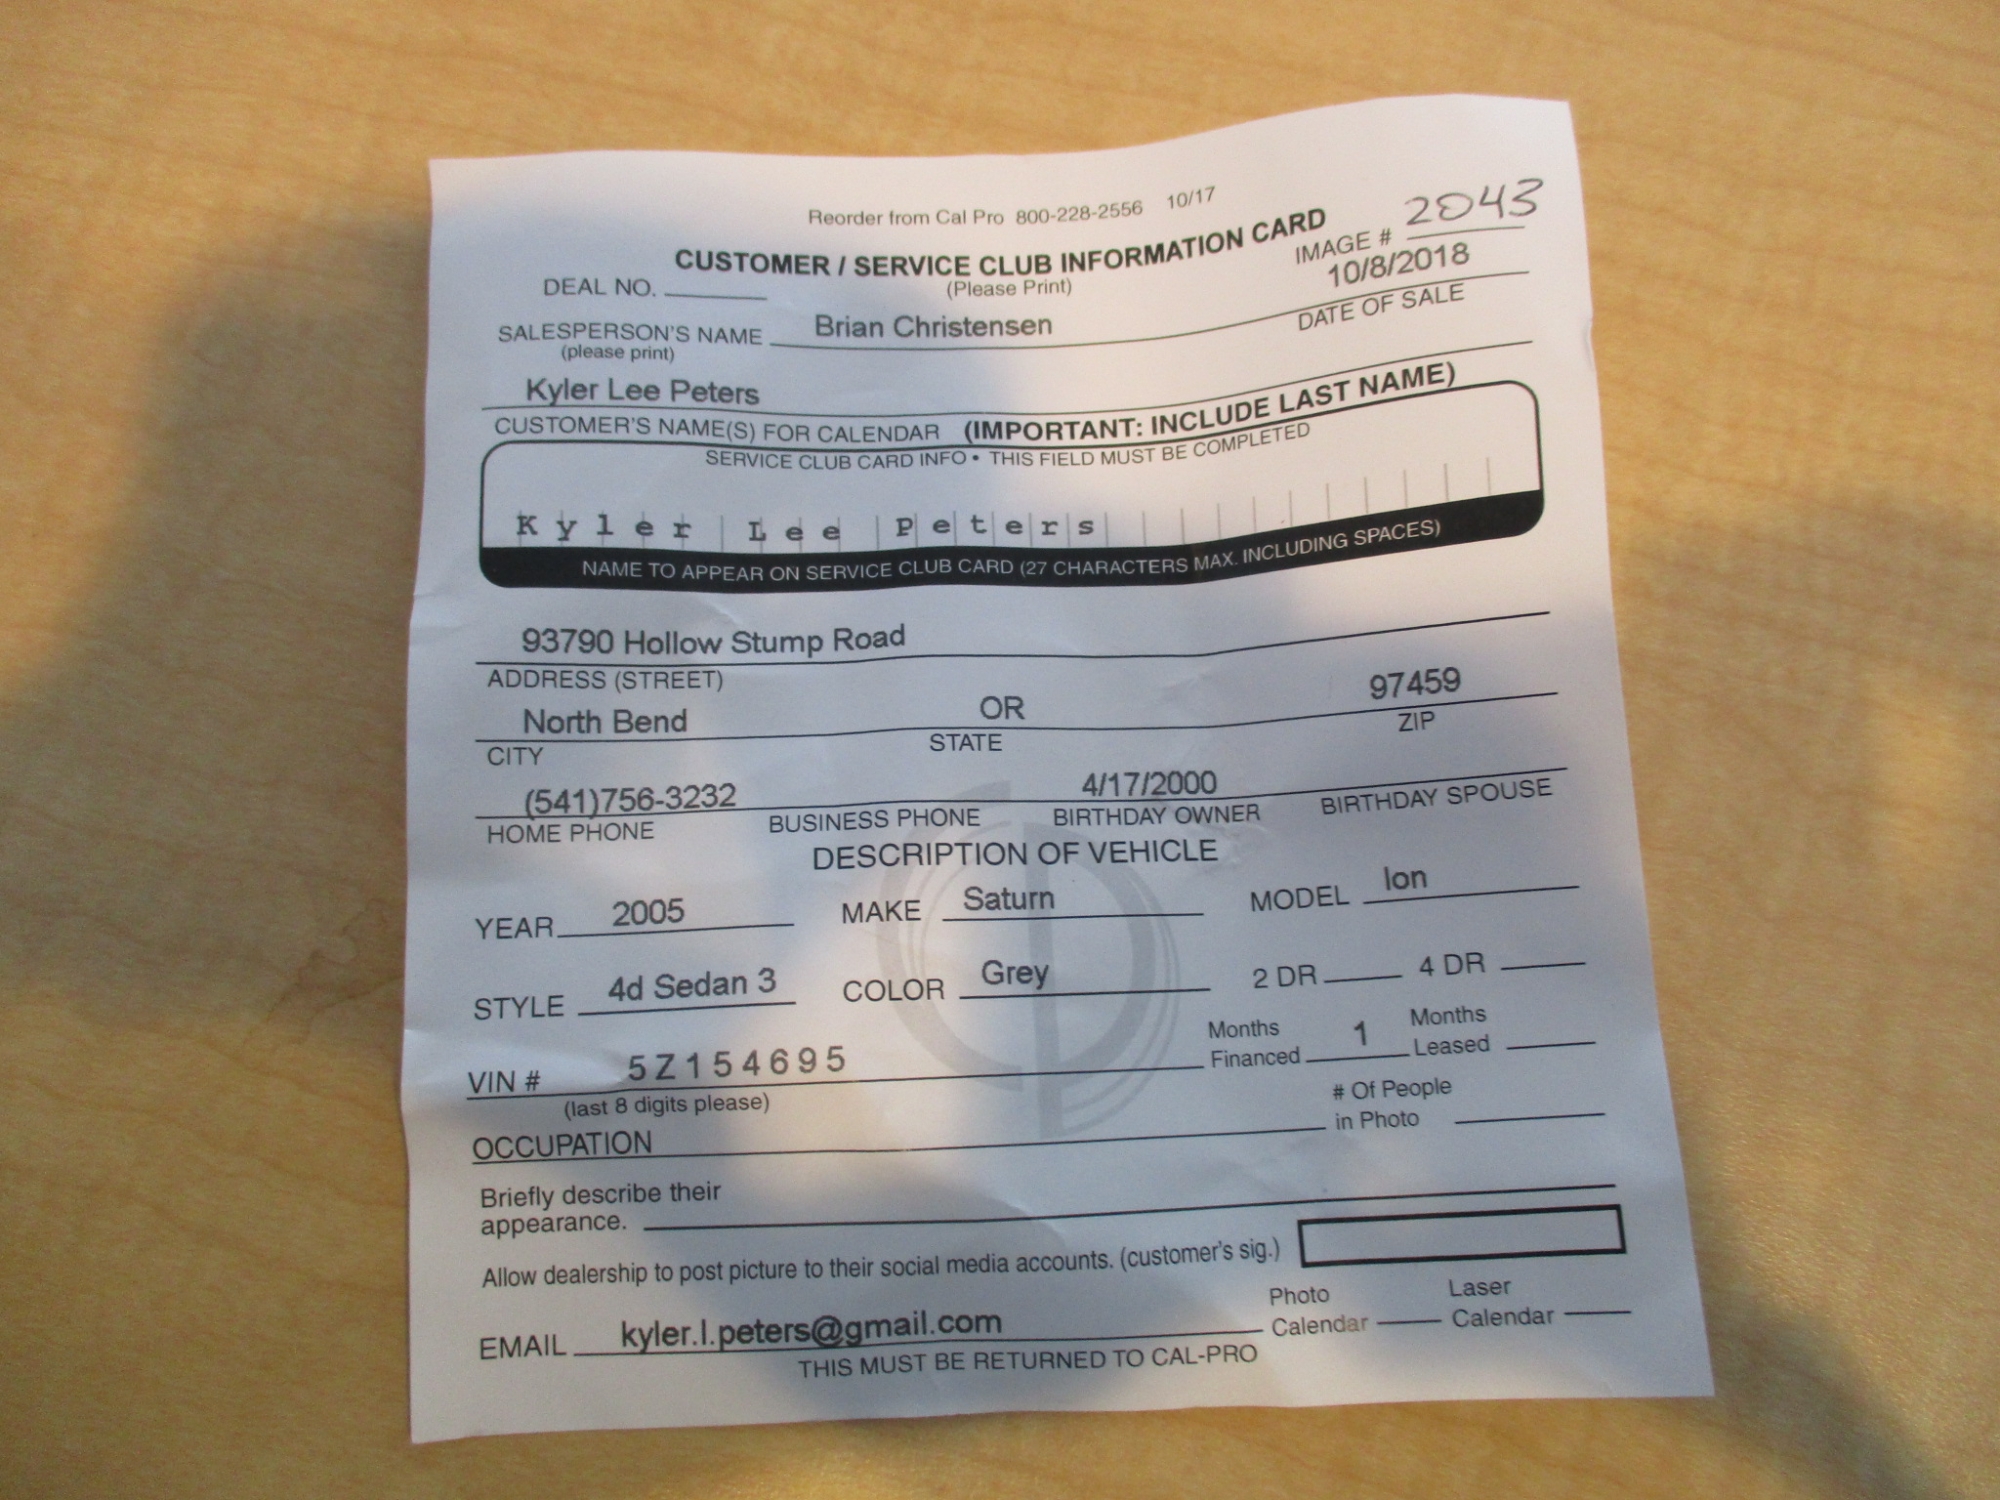 Reorder from Cal Pro 800-228-2556 10/17
CUSTOMER / SERVICE CLUB INFORMATION CARD
(Please Print)
IMAGE # 2043
DEAL NO.
10/8/2018
DATE OF SALE
SALESPERSON'S NAME Brian Christensen
(please print)
Kyler Lee Peters
CUSTOMER'S NAME(S) FOR CALENDAR (IMPORTANT: INCLUDE LAST NAME)
SERVICE CLUB CARD INFO • THIS FIELD MUST BE COMPLETED
Kyler Lee Peters
NAME TO APPEAR ON SERVICE CLUB CARD (27 CHARACTERS MAX. INCLUDING SPACES)
93790 Hollow Stump Road
ADDRESS (STREET)
North Bend OR 97459
CITY STATE ZIP
(541)756-3232 4/17/2000
HOME PHONE BUSINESS PHONE BIRTHDAY OWNER BIRTHDAY SPOUSE
DESCRIPTION OF VEHICLE
YEAR 2005 MAKE Saturn MODEL Ion
STYLE 4d Sedan 3 COLOR Grey 2 DR 4 DR
VIN # 5Z154695 Months Financed 1 Months Leased
(last 8 digits please)
OCCUPATION # Of People in Photo
Briefly describe their
appearance.
Allow dealership to post picture to their social media accounts. (customer's sig.)
EMAIL kyler.l.peters@gmail.com Photo Calendar Laser Calendar
THIS MUST BE RETURNED TO CAL-PRO